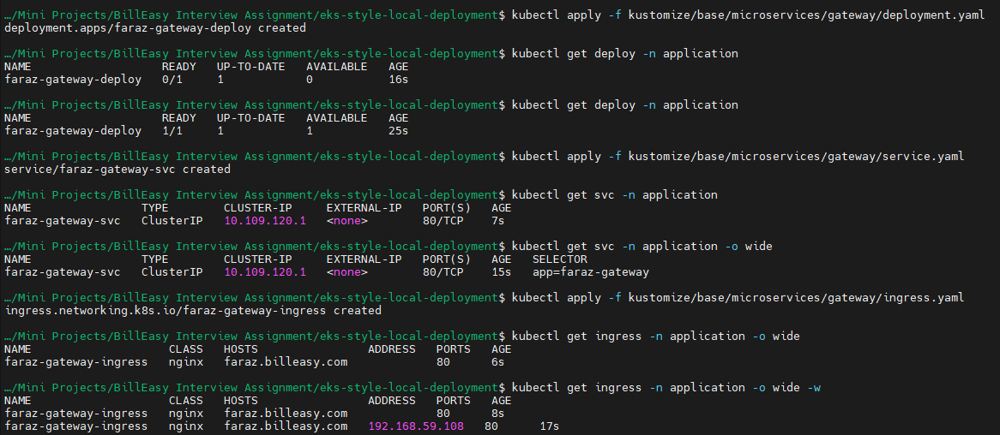 …/Mini Projects/BillEasy Interview Assignment/eks-style-local-deployment$ kubectl apply -f kustomize/base/microservices/gateway/deployment.yaml
deployment.apps/faraz-gateway-deploy created
…/Mini Projects/BillEasy Interview Assignment/eks-style-local-deployment$ kubectl get deploy -n application
NAME                   READY   UP-TO-DATE   AVAILABLE   AGE
faraz-gateway-deploy   0/1     1            0           16s
…/Mini Projects/BillEasy Interview Assignment/eks-style-local-deployment$ kubectl get deploy -n application
NAME                   READY   UP-TO-DATE   AVAILABLE   AGE
faraz-gateway-deploy   1/1     1            1           25s
…/Mini Projects/BillEasy Interview Assignment/eks-style-local-deployment$ kubectl apply -f kustomize/base/microservices/gateway/service.yaml
service/faraz-gateway-svc created
…/Mini Projects/BillEasy Interview Assignment/eks-style-local-deployment$ kubectl get svc -n application
NAME                TYPE        CLUSTER-IP     EXTERNAL-IP   PORT(S)   AGE
faraz-gateway-svc   ClusterIP   10.109.120.1   <none>        80/TCP    7s
…/Mini Projects/BillEasy Interview Assignment/eks-style-local-deployment$ kubectl get svc -n application -o wide
NAME                TYPE        CLUSTER-IP     EXTERNAL-IP   PORT(S)   AGE   SELECTOR
faraz-gateway-svc   ClusterIP   10.109.120.1   <none>        80/TCP    15s   app=faraz-gateway
…/Mini Projects/BillEasy Interview Assignment/eks-style-local-deployment$ kubectl apply -f kustomize/base/microservices/gateway/ingress.yaml
ingress.networking.k8s.io/faraz-gateway-ingress created
…/Mini Projects/BillEasy Interview Assignment/eks-style-local-deployment$ kubectl get ingress -n application -o wide
NAME                    CLASS   HOSTS                ADDRESS   PORTS   AGE
faraz-gateway-ingress   nginx   faraz.billeasy.com             80      6s
…/Mini Projects/BillEasy Interview Assignment/eks-style-local-deployment$ kubectl get ingress -n application -o wide -w
NAME                    CLASS   HOSTS                ADDRESS   PORTS   AGE
faraz-gateway-ingress   nginx   faraz.billeasy.com             80      8s
faraz-gateway-ingress   nginx   faraz.billeasy.com   192.168.59.108   80      17s